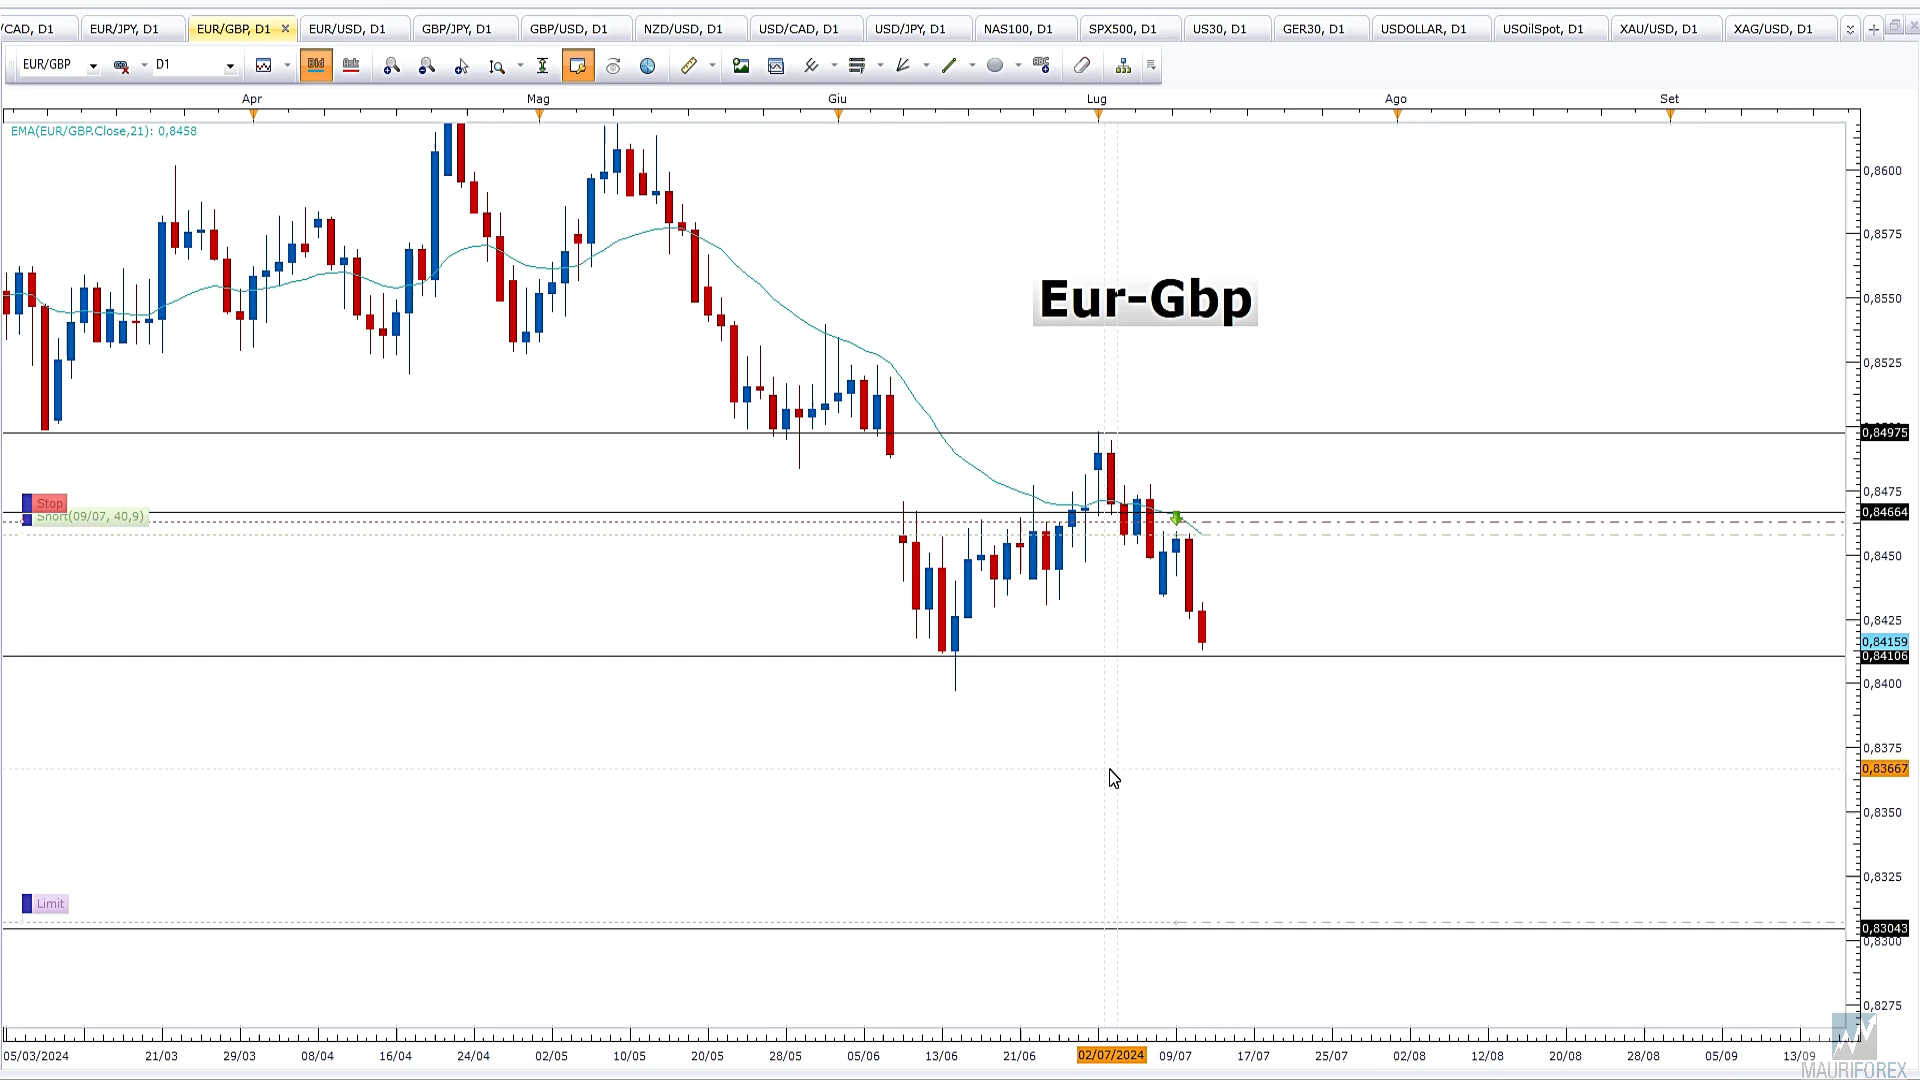 /CAD, D1 EUR/JPY, D1 EUR/GBP, D1 EUR/USD, D1 GBP/JPY, D1 GBP/USD, D1 NZD/USD, D1 USD/CAD, D1 USD/JPY, D1 NAS100, D1 SPX500, D1 US30, D1 GER30, D1 USDOLLAR, D1 USOilSpot, D1 XAU/USD, D1 XAG/USD, D1
EUR/GBP D1 Bid Ask ABC
Apr Mag Giu Lug Ago Set
EMA(EUR/GBP.Close,21): 0,8458
0,8600
0,8575
Eur-Gbp
0,8550
0,8525
0,84975
0,8475
Stop
0,84664
Short(09/07, 40,9)
0,8450
0,8425
0,84159
0,84106
0,8400
0,8375
0,83667
0,8350
0,8325
Limit
0,83043
0,8300
0,8275
05/03/2024 21/03 29/03 08/04 16/04 24/04 02/05 10/05 20/05 28/05 05/06 13/06 21/06 02/07/2024 09/07 17/07 25/07 02/08 12/08 20/08 28/08 05/09 13/09
MAURIFOREX